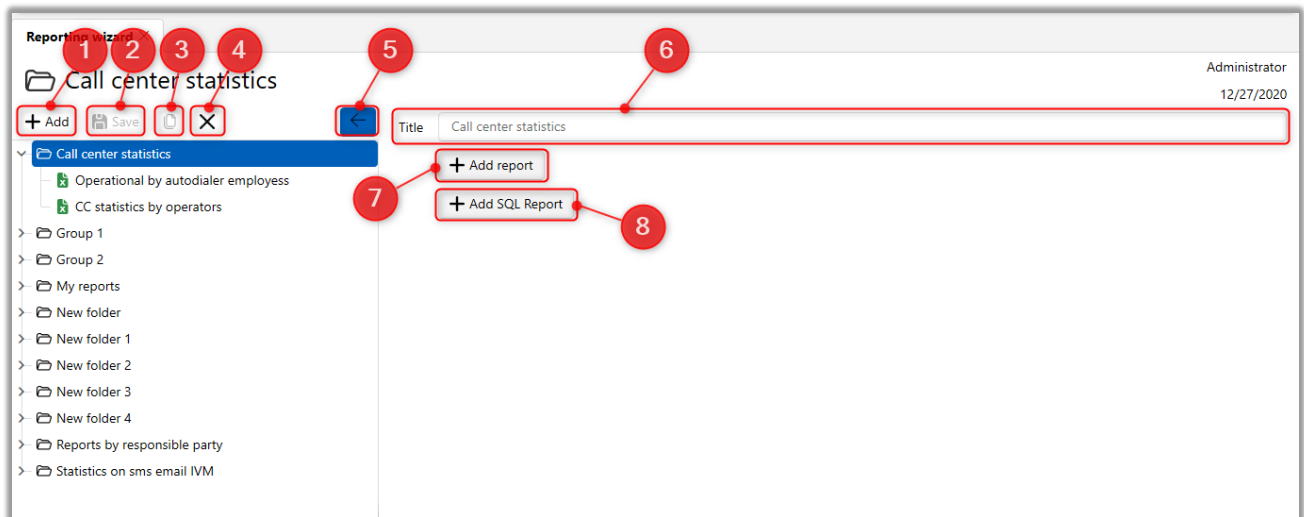 Reporting wizard ×
1 2 3 4 5 6
Call center statistics
Administrator
12/27/2020
Add Save
Title Call center statistics
Call center statistics
Add report
Operational by autodialer employess
7
Add SQL Report
CC statistics by operators
8
Group 1
Group 2
My reports
New folder
New folder 1
New folder 2
New folder 3
New folder 4
Reports by responsible party
Statistics on sms email IVM